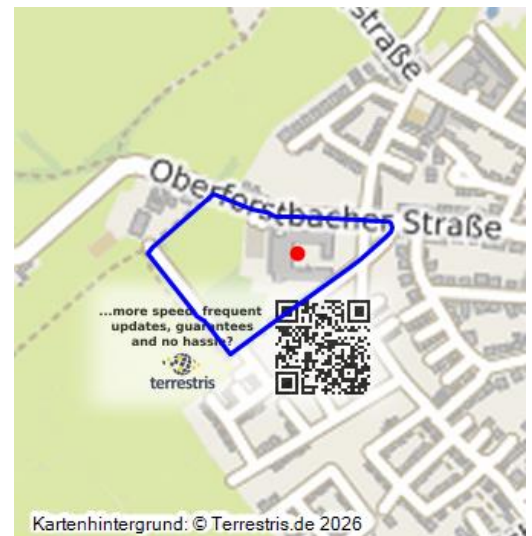 straße
Oberforstbacher Straße
...more speed, frequent
updates, guarantees
and no hassle?
terrestris
Kartenhintergrund: © Terrestris.de 2026